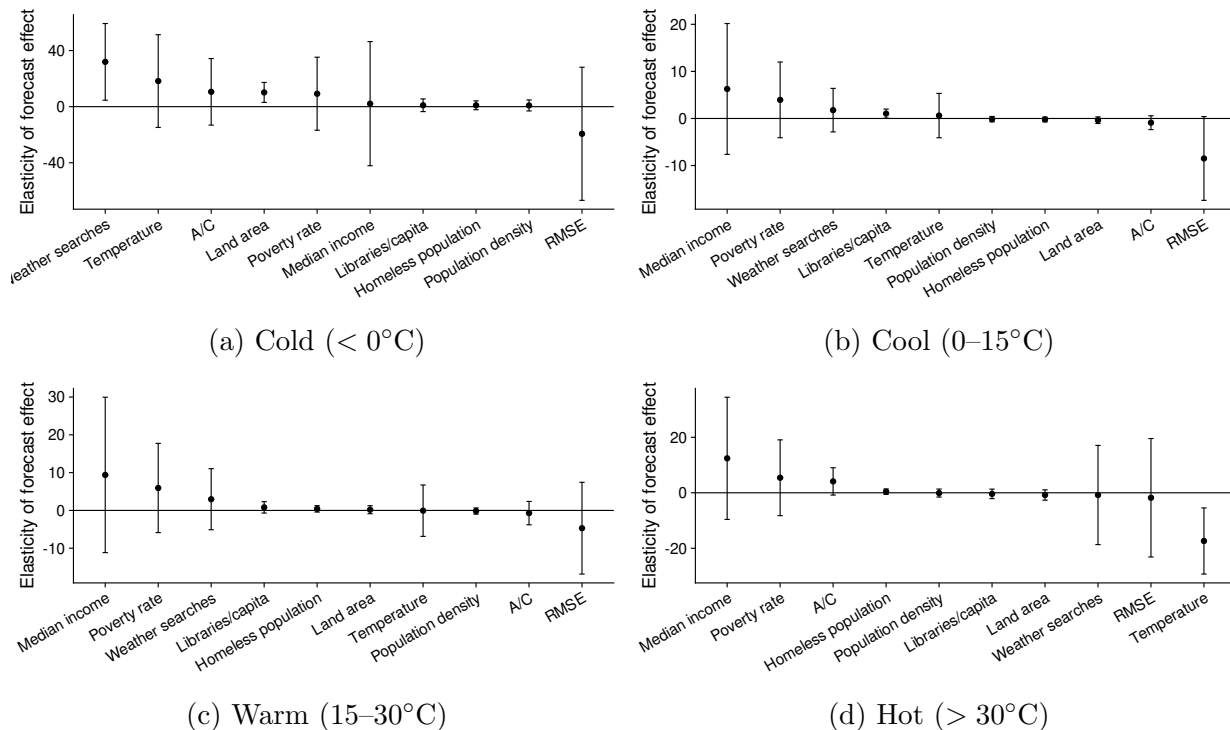 Elasticity of forecast effect
40
0
-40
Weather searches
Temperature
A/C
Land area
Poverty rate
Median income
Libraries/capita
Homeless population
Population density
RMSE
(a) Cold (< 0°C)
Elasticity of forecast effect
20
10
0
-10
Median income
Poverty rate
Weather searches
Libraries/capita
Temperature
Population density
Homeless population
Land area
A/C
RMSE
(b) Cool (0–15°C)
Elasticity of forecast effect
30
20
10
0
-10
Median income
Poverty rate
Weather searches
Libraries/capita
Homeless population
Land area
Temperature
Population density
A/C
RMSE
(c) Warm (15–30°C)
Elasticity of forecast effect
20
0
-20
Median income
Poverty rate
A/C
Homeless population
Population density
Libraries/capita
Land area
Weather searches
RMSE
Temperature
(d) Hot (> 30°C)